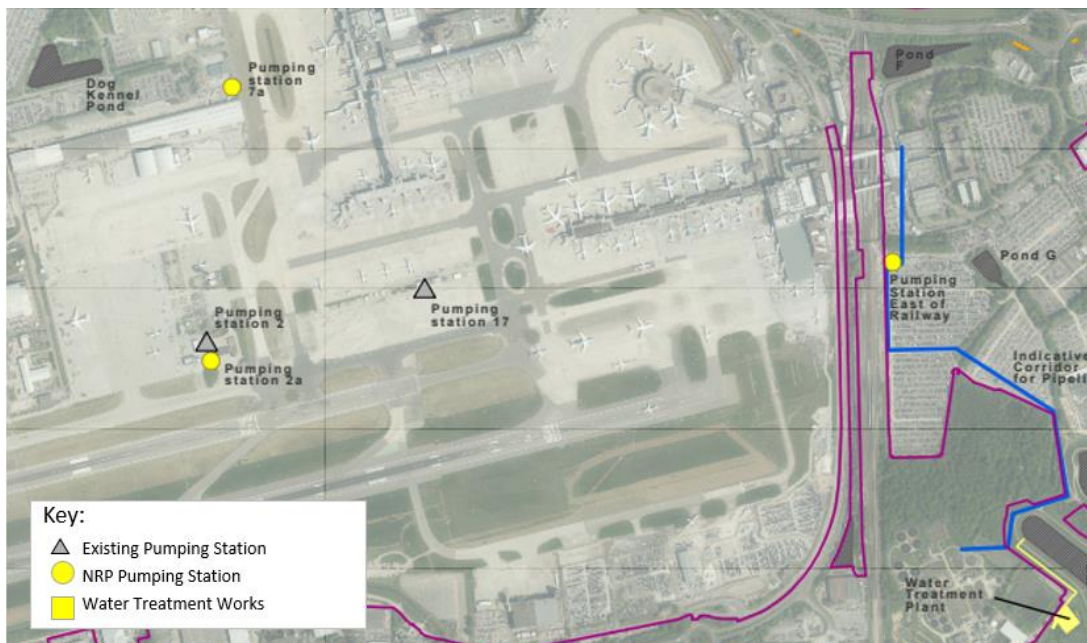 Dog
Kennel
Pond
Pumping
station
7a
Pond
F
Pumping
station 2
Pumping
station 2a
Pumping
station 17
Pond G
Pumping
Station
East of
Railway
Indicative
Corridor
for Pipeli
Water
Treatment
Plant
Key:
Existing Pumping Station
NRP Pumping Station
Water Treatment Works